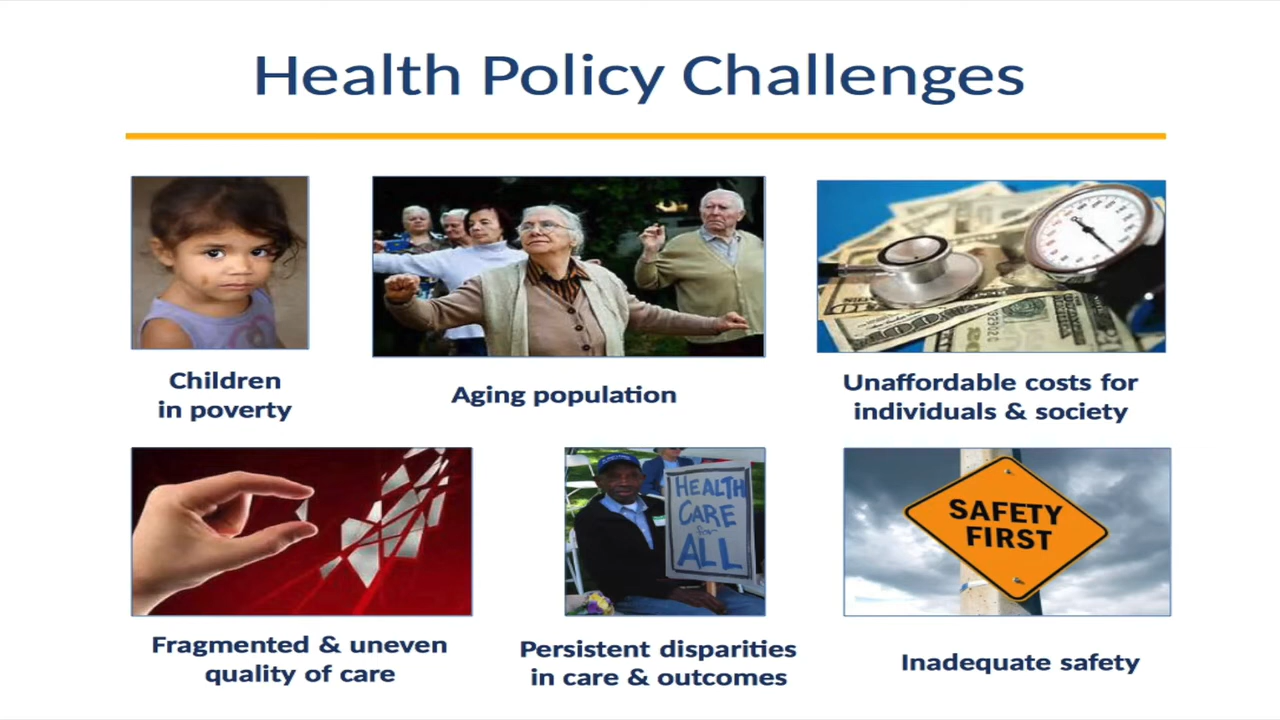 Health Policy Challenges
Children
in poverty
Aging population
Unaffordable costs for
individuals & society
HEALTH
CARE
for
ALL
SAFETY
FIRST
Fragmented & uneven
quality of care
Persistent disparities
in care & outcomes
Inadequate safety